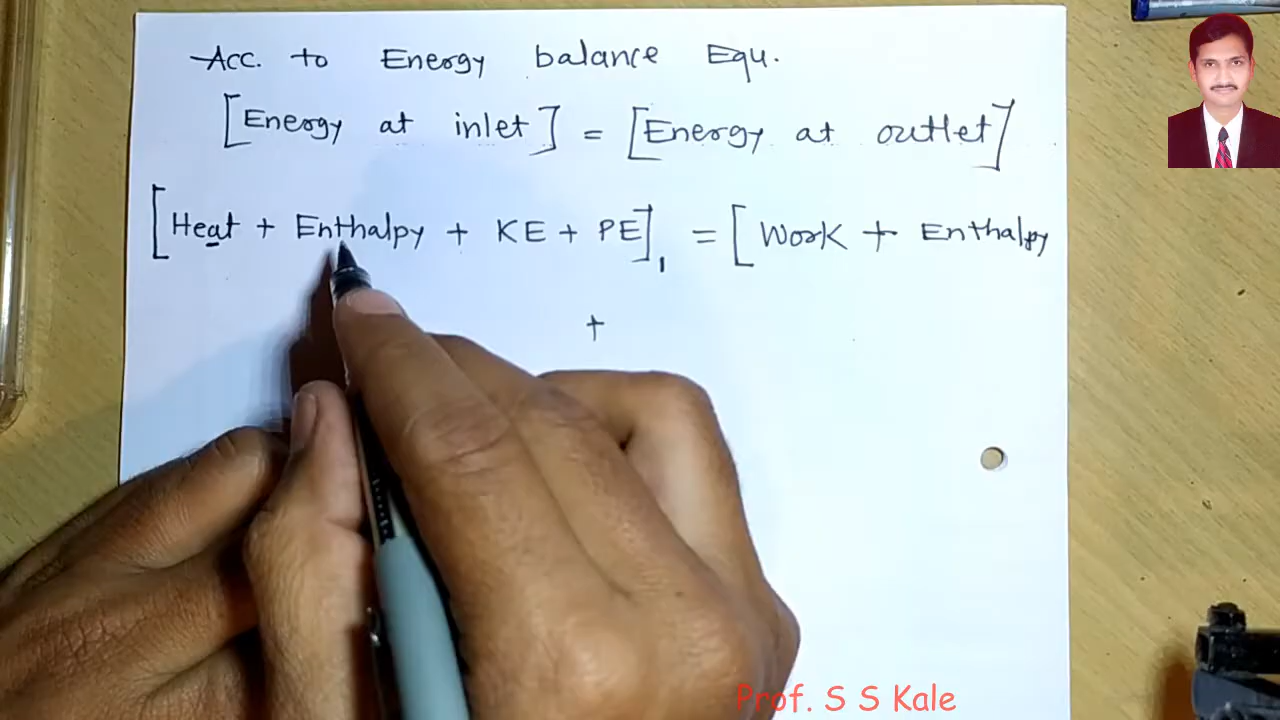 Acc. to Energy balance Equ.
[Energy at inlet] = [Energy at outlet]
[Heat + Enthalpy + KE + PE]₁ = [Work + Enthalpy
+
Prof. S S Kale